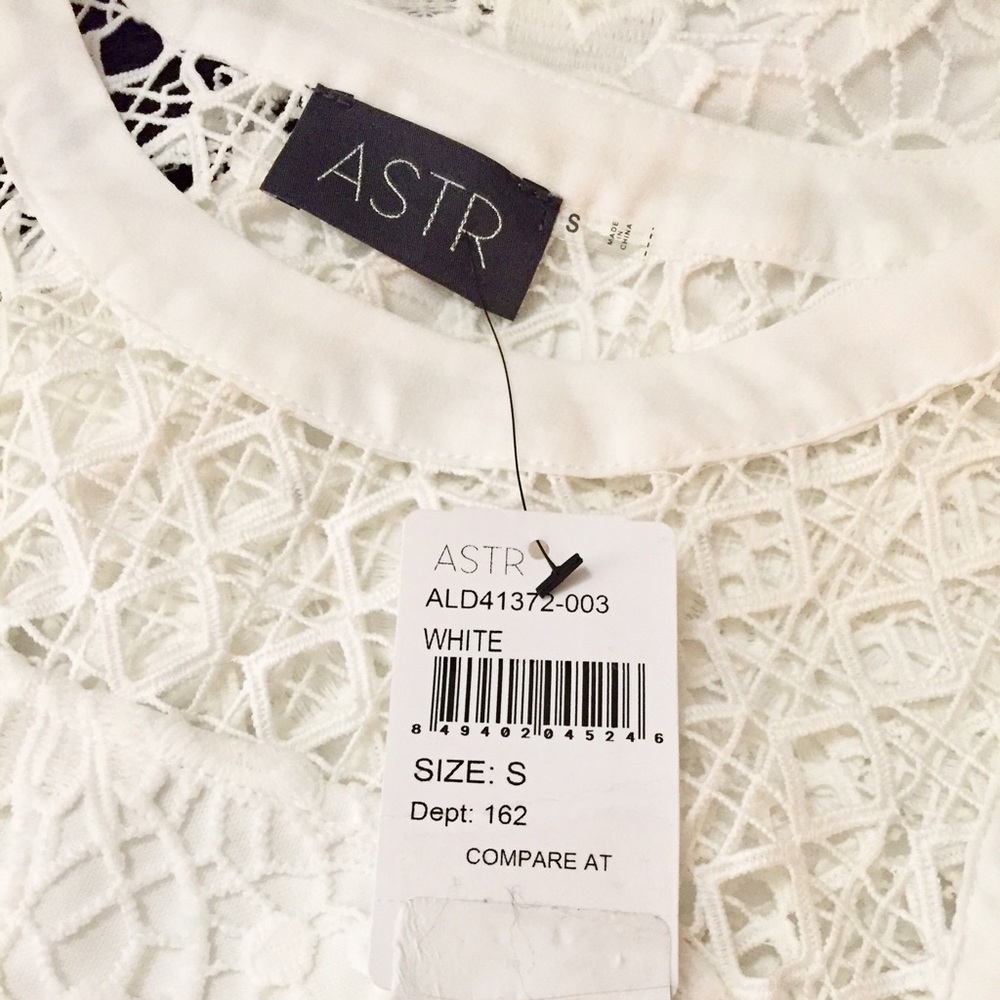 ASTR
S
MADE
IN
CHINA
ASTR
ALD41372-003
WHITE
8 49402 04524 6
SIZE: S
Dept: 162
COMPARE AT